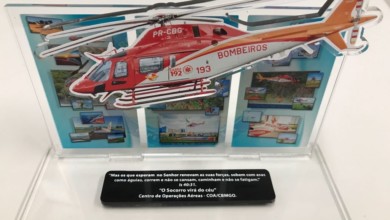 PR-CBG
BOMBEIROS
192
193
"Mas os que esperam no Senhor renovam as suas forças, sobem com asas
como águias, correm e não se cansam, caminham e não se fatigam."
Is 40:31.
"O Socorro virá do céu"
Centro de Operações Aéreas - COA/CBMGO.